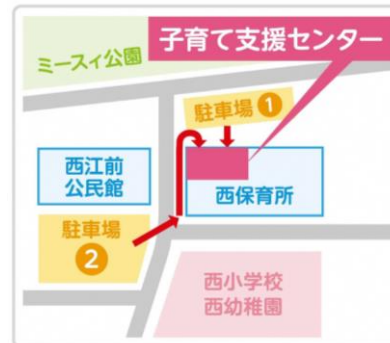 子育て支援センター
ミースィ公園
駐車場 1
西江前
公民館
西保育所
駐車場
2
西小学校
西幼稚園